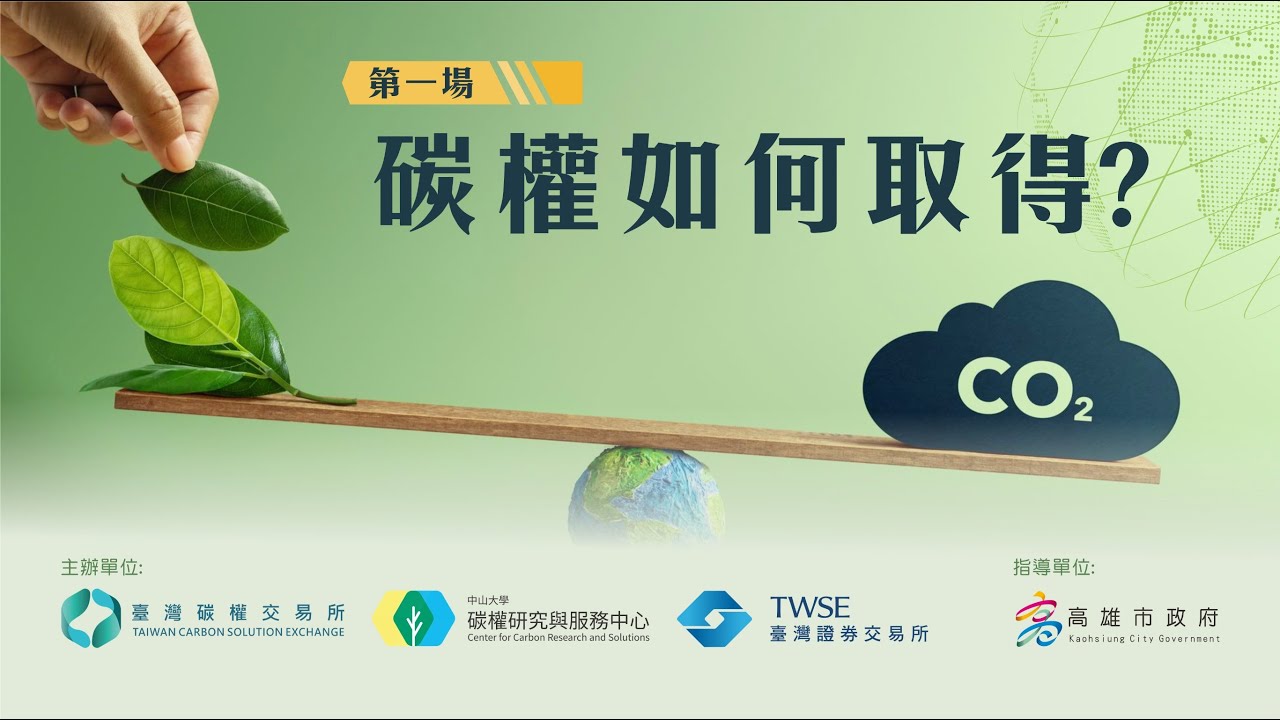 第一場
碳權如何取得?
CO₂
主辦單位:
臺灣碳權交易所
TAIWAN CARBON SOLUTION EXCHANGE
中山大學
碳權研究與服務中心
Center for Carbon Research and Solutions
TWSE
臺灣證券交易所
指導單位:
高雄市政府
Kaohsiung City Government